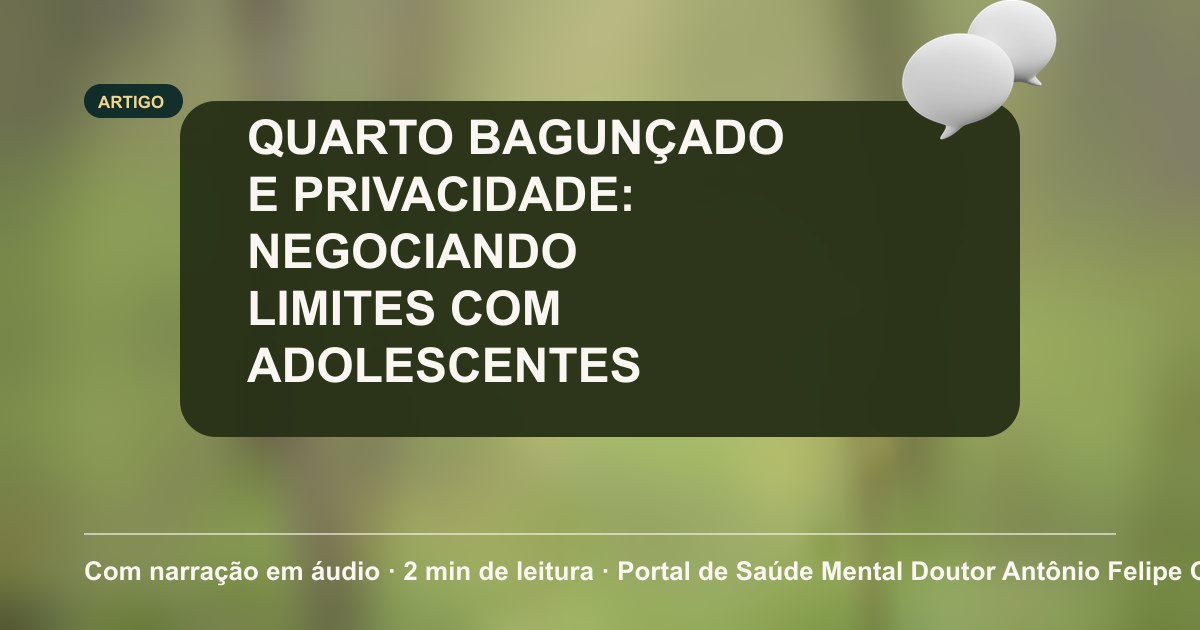 ARTIGO
QUARTO BAGUNÇADO
E PRIVACIDADE:
NEGOCIANDO
LIMITES COM
ADOLESCENTES
Com narração em áudio · 2 min de leitura · Portal de Saúde Mental Doutor Antônio Felipe